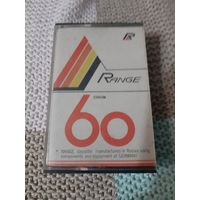 R
RANGE
60
RANGE cassette manufactured in Russia using
components and equipment of GERMANY